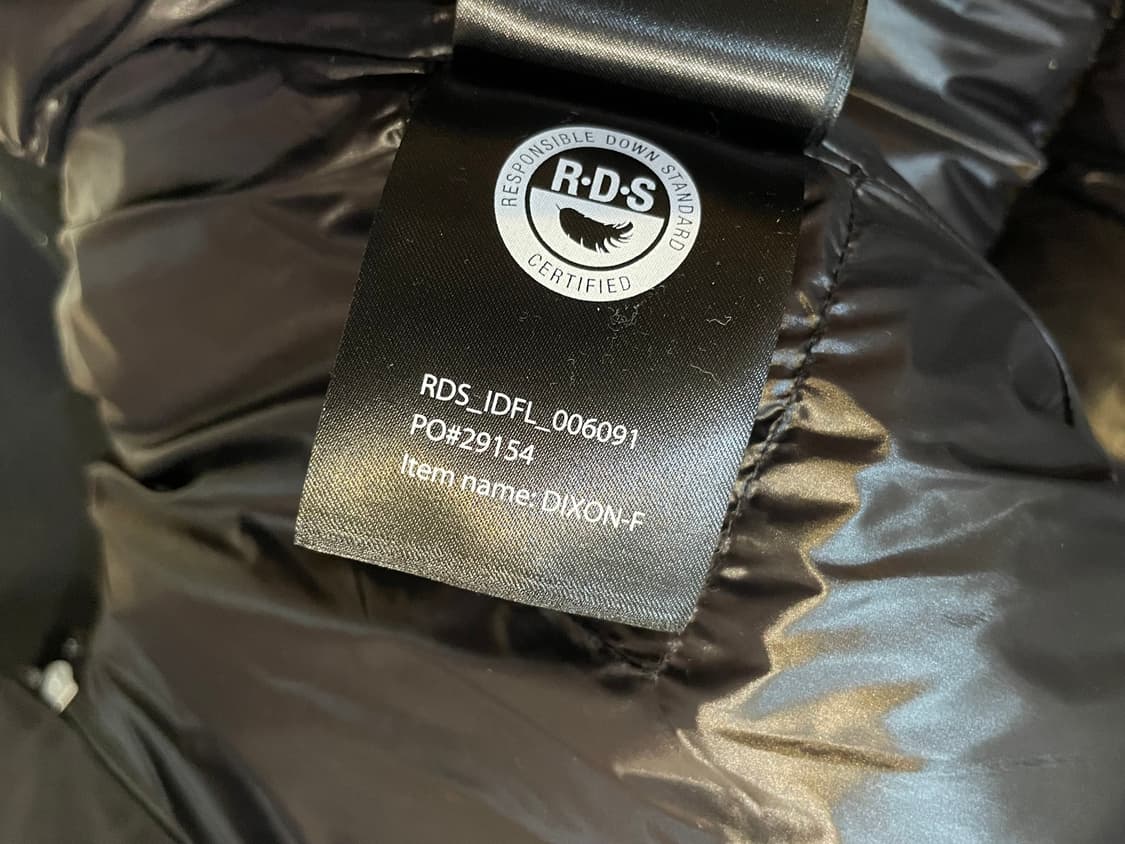 RESPONSIBLE DOWN STANDARD
R·D·S
CERTIFIED
RDS_IDFL_006091
PO#29154
Item name: DIXON-F